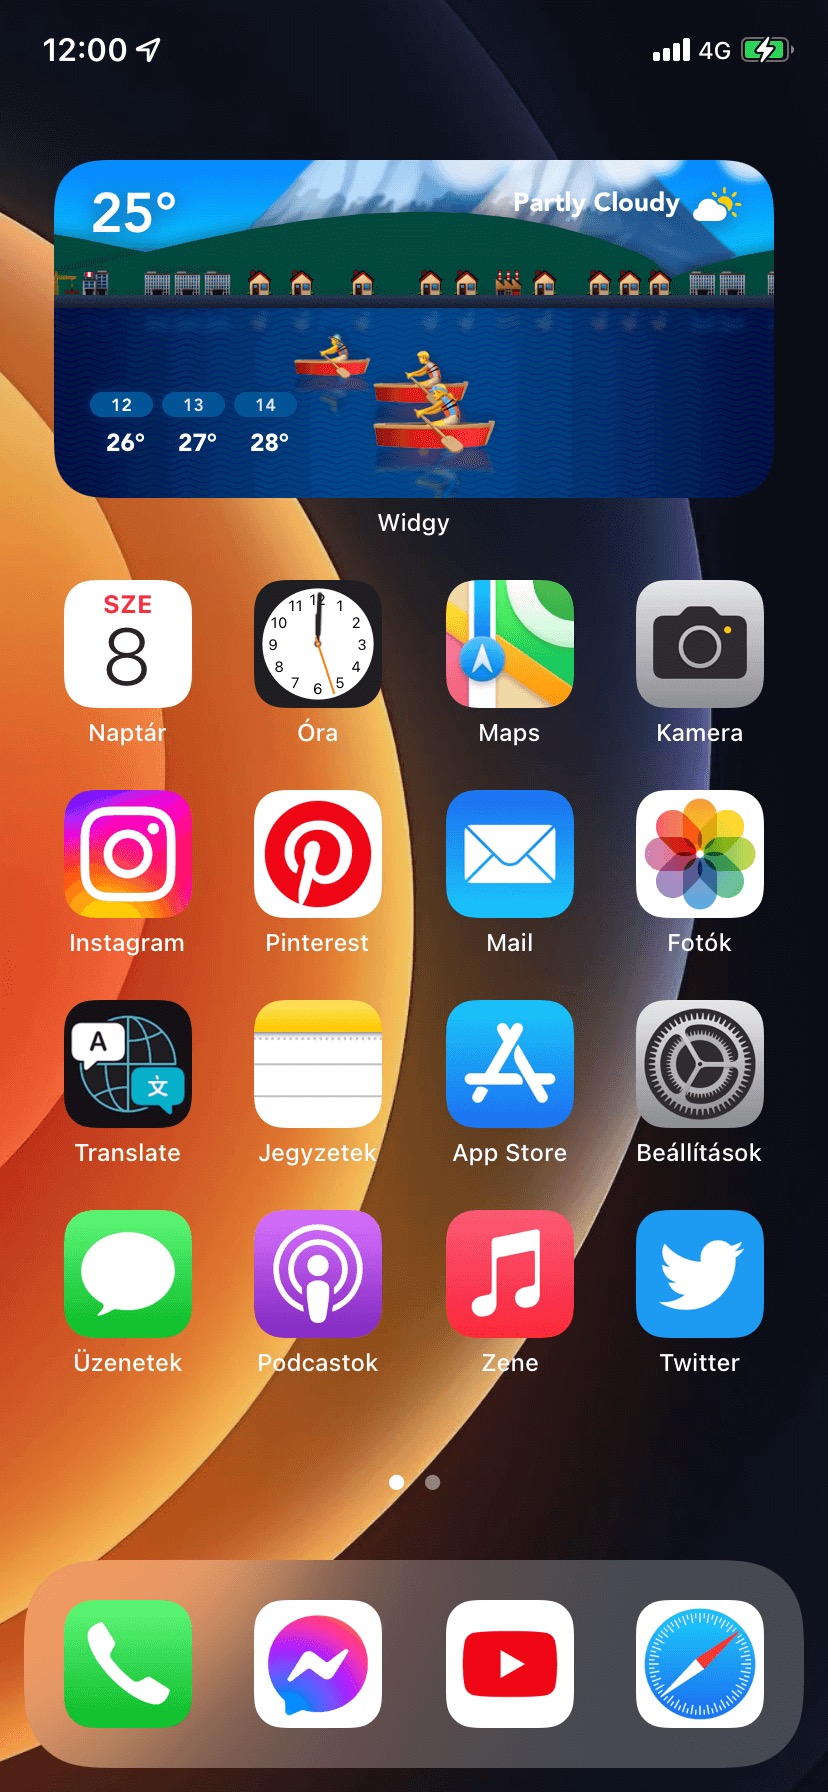 12:00
4G
25°
Partly Cloudy
12 13 14
26° 27° 28°
Widgy
SZE
8
12 1 2 3 4 5 6 7 8 9 10 11
Naptár Óra Maps Kamera
Instagram Pinterest Mail Fotók
A
文
Translate Jegyzetek App Store Beállítások
Üzenetek Podcastok Zene Twitter